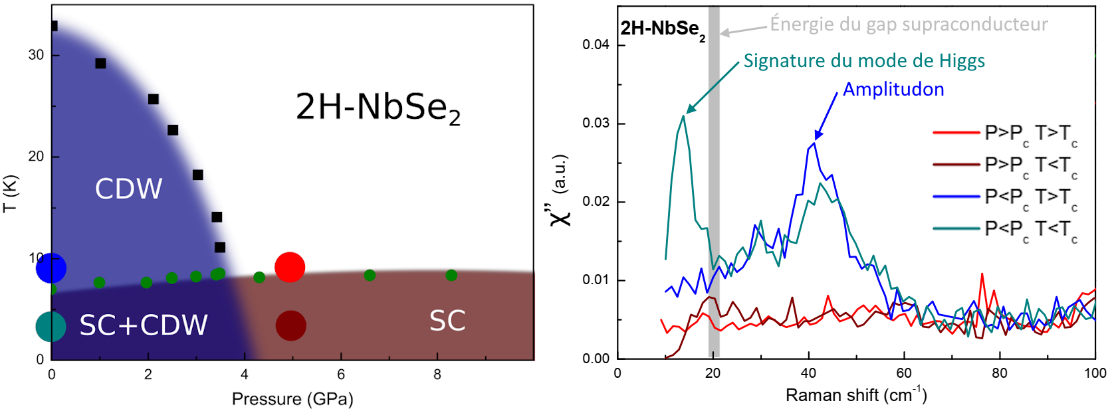 30
20
10
0
T (K)
2H-NbSe2
CDW
SC+CDW
SC
0
2
4
6
8
Pressure (GPa)
2H-NbSe2
Énergie du gap supraconducteur
Signature du mode de Higgs
Amplitudon
P>Pc T>Tc
P>Pc T<Tc
P<Pc T>Tc
P<Pc T<Tc
0.04
0.03
0.02
0.01
0.00
χ” (a.u.)
0
20
40
60
80
100
Raman shift (cm-1)